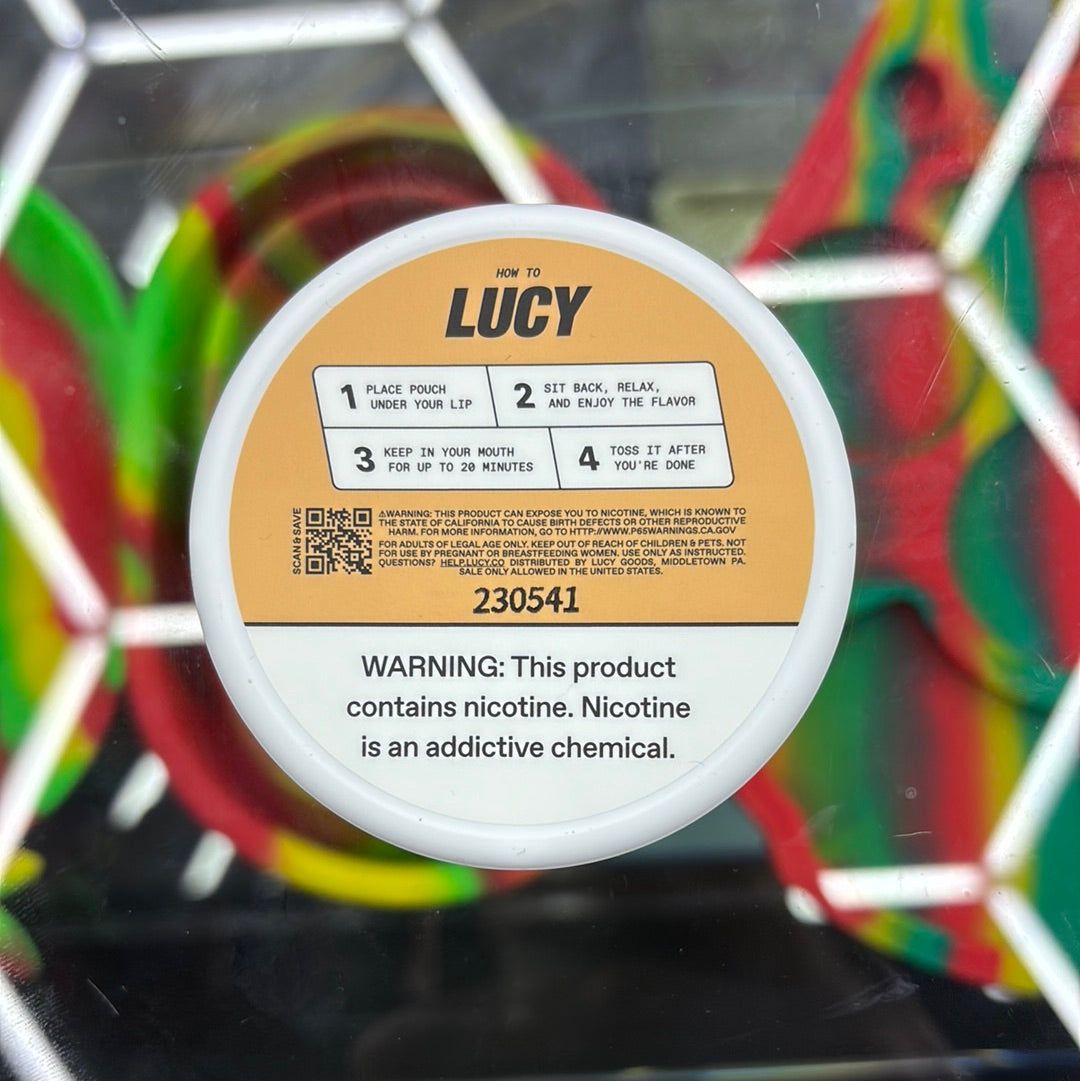 HOW TO
LUCY
1 PLACE POUCH
UNDER YOUR LIP
2 SIT BACK, RELAX,
AND ENJOY THE FLAVOR
3 KEEP IN YOUR MOUTH
FOR UP TO 20 MINUTES
4 TOSS IT AFTER
YOU'RE DONE
SCAN & SAVE
⚠WARNING: THIS PRODUCT CAN EXPOSE YOU TO NICOTINE, WHICH IS KNOWN TO
THE STATE OF CALIFORNIA TO CAUSE BIRTH DEFECTS OR OTHER REPRODUCTIVE
HARM. FOR MORE INFORMATION, GO TO HTTP://WWW.P65WARNINGS.CA.GOV
FOR ADULTS OF LEGAL AGE ONLY. KEEP OUT OF REACH OF CHILDREN & PETS. NOT
FOR USE BY PREGNANT OR BREASTFEEDING WOMEN. USE ONLY AS INSTRUCTED.
QUESTIONS? HELP.LUCY.CO DISTRIBUTED BY LUCY GOODS, MIDDLETOWN PA.
SALE ONLY ALLOWED IN THE UNITED STATES.
230541
WARNING: This product
contains nicotine. Nicotine
is an addictive chemical.